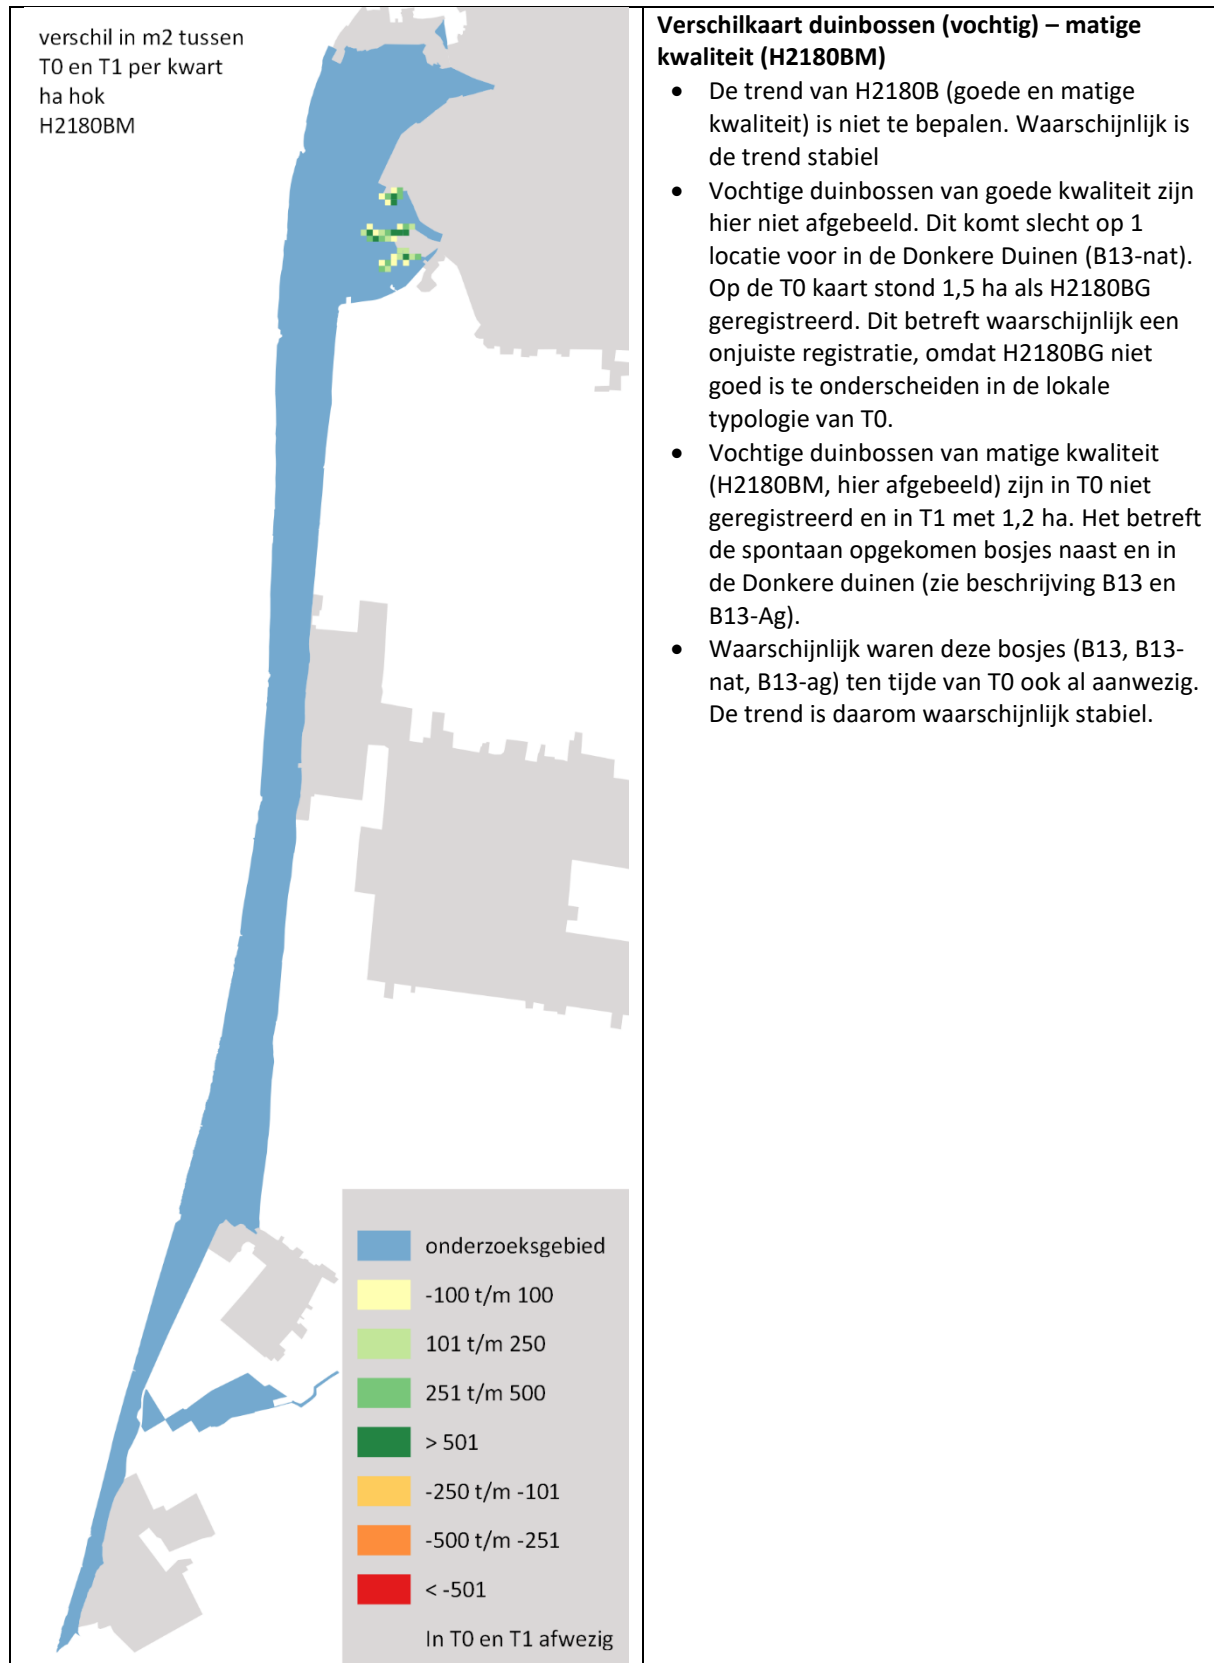 verschil in m2 tussen
T0 en T1 per kwart
ha hok
H2180BM
onderzoeksgebied
-100 t/m 100
101 t/m 250
251 t/m 500
> 501
-250 t/m -101
-500 t/m -251
< -501
In T0 en T1 afwezig
Verschilkaart duinbossen (vochtig) – matige
kwaliteit (H2180BM)
• De trend van H2180B (goede en matige
kwaliteit) is niet te bepalen. Waarschijnlijk is
de trend stabiel
• Vochtige duinbossen van goede kwaliteit zijn
hier niet afgebeeld. Dit komt slecht op 1
locatie voor in de Donkere Duinen (B13-nat).
Op de T0 kaart stond 1,5 ha als H2180BG
geregistreerd. Dit betreft waarschijnlijk een
onjuiste registratie, omdat H2180BG niet
goed is te onderscheiden in de lokale
typologie van T0.
• Vochtige duinbossen van matige kwaliteit
(H2180BM, hier afgebeeld) zijn in T0 niet
geregistreerd en in T1 met 1,2 ha. Het betreft
de spontaan opgekomen bosjes naast en in
de Donkere duinen (zie beschrijving B13 en
B13-Ag).
• Waarschijnlijk waren deze bosjes (B13, B13-
nat, B13-ag) ten tijde van T0 ook al aanwezig.
De trend is daarom waarschijnlijk stabiel.